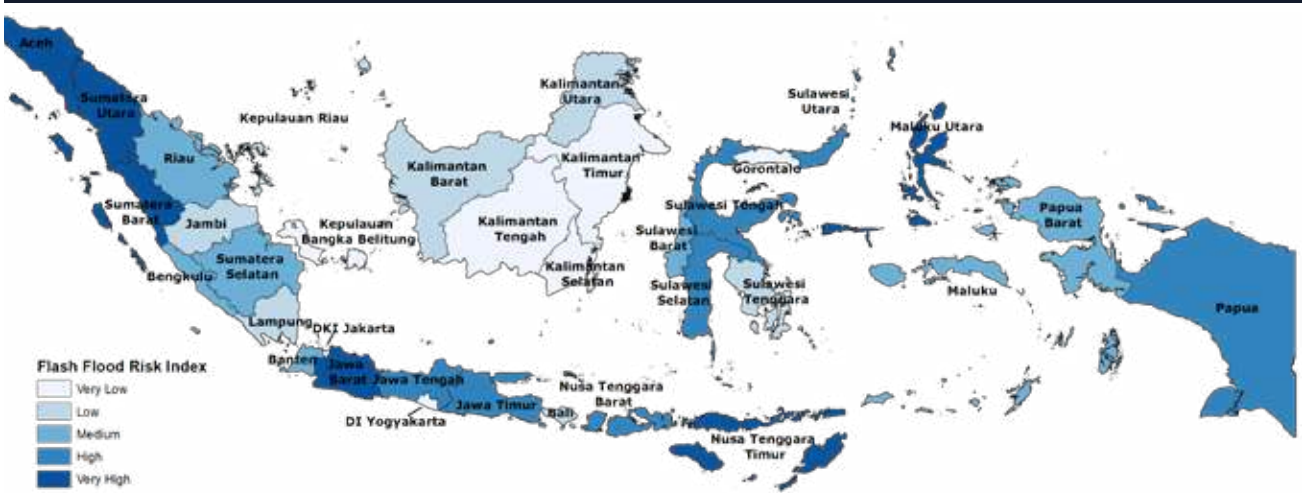 Aceh
Sumatera
Utara
Kepulauan Riau
Riau
Sumatera
Barat
Jambi
Kepulauan
Bangka Belitung
Bengkulu
Sumatera
Selatan
Lampung
DKI Jakarta
Banten
Jawa
Barat
Jawa Tengah
DI Yogyakarta
Jawa Timur
Bali
Nusa Tenggara
Barat
Nusa Tenggara
Timur
Kalimantan
Utara
Kalimantan
Barat
Kalimantan
Timur
Kalimantan
Tengah
Kalimantan
Selatan
Sulawesi
Utara
Gorontalo
Sulawesi Tengah
Sulawesi
Barat
Sulawesi
Selatan
Sulawesi
Tenggara
Maluku Utara
Maluku
Papua
Barat
Papua
Flash Flood Risk Index
Very Low
Low
Medium
High
Very High